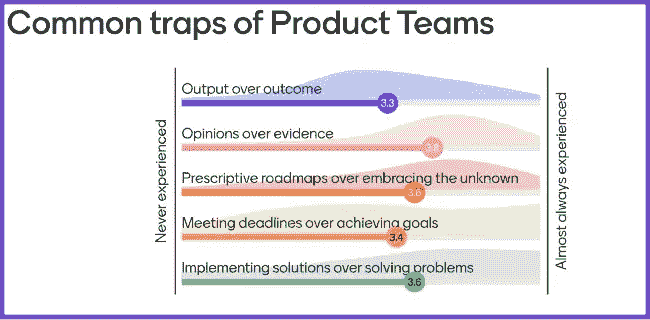 Common traps of Product Teams
Never experienced
Output over outcome
3.3
Opinions over evidence
Prescriptive roadmaps over embracing the unknown
3.6
Meeting deadlines over achieving goals
3.4
Implementing solutions over solving problems
3.6
Almost always experienced